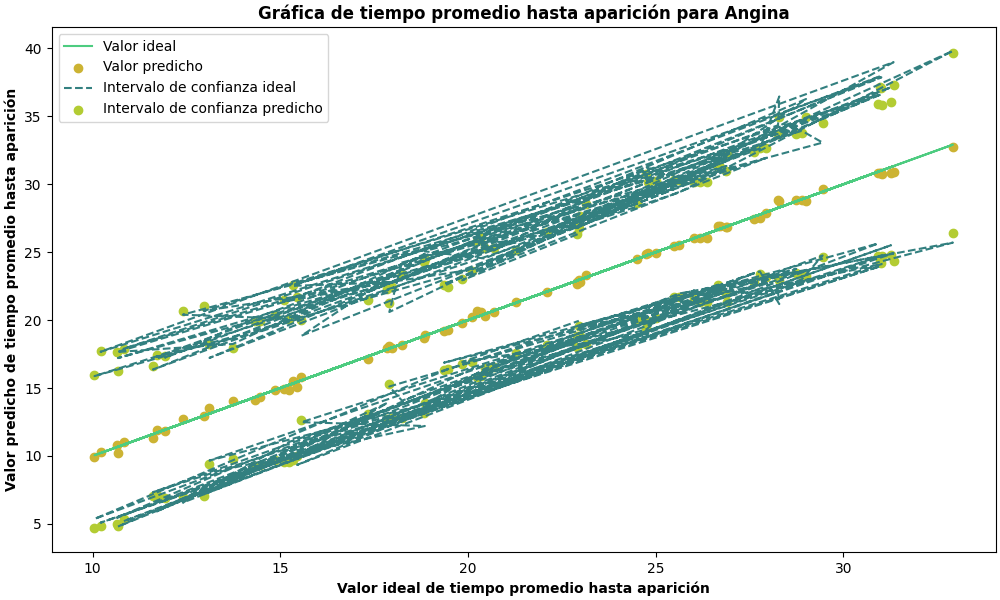 Gráfica de tiempo promedio hasta aparición para Angina
Valor ideal
Valor predicho
Intervalo de confianza ideal
Intervalo de confianza predicho
Valor predicho de tiempo promedio hasta aparición
40
35
30
25
20
15
10
5
10
15
20
25
30
Valor ideal de tiempo promedio hasta aparición